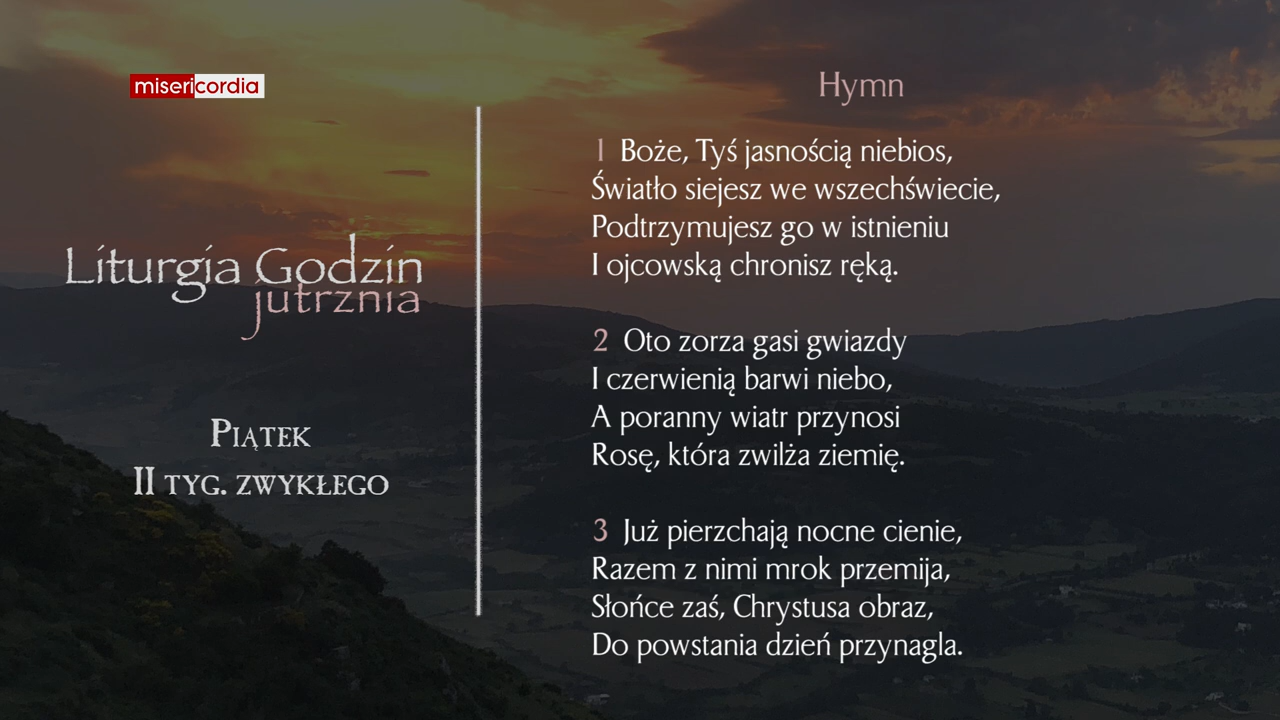 misericordia
Liturgia Godzin
jutrznia
Piątek
II tyg. zwykłego
Hymn
1 Boże, Tyś jasnością niebios,
Światło siejesz we wszechświecie,
Podtrzymujesz go w istnieniu
I ojcowską chronisz ręką.
2 Oto zorza gasi gwiazdy
I czerwienią barwi niebo,
A poranny wiatr przynosi
Rosę, która zwilża ziemię.
3 Już pierzchają nocne cienie,
Razem z nimi mrok przemija,
Słońce zaś, Chrystusa obraz,
Do powstania dzień przynagla.